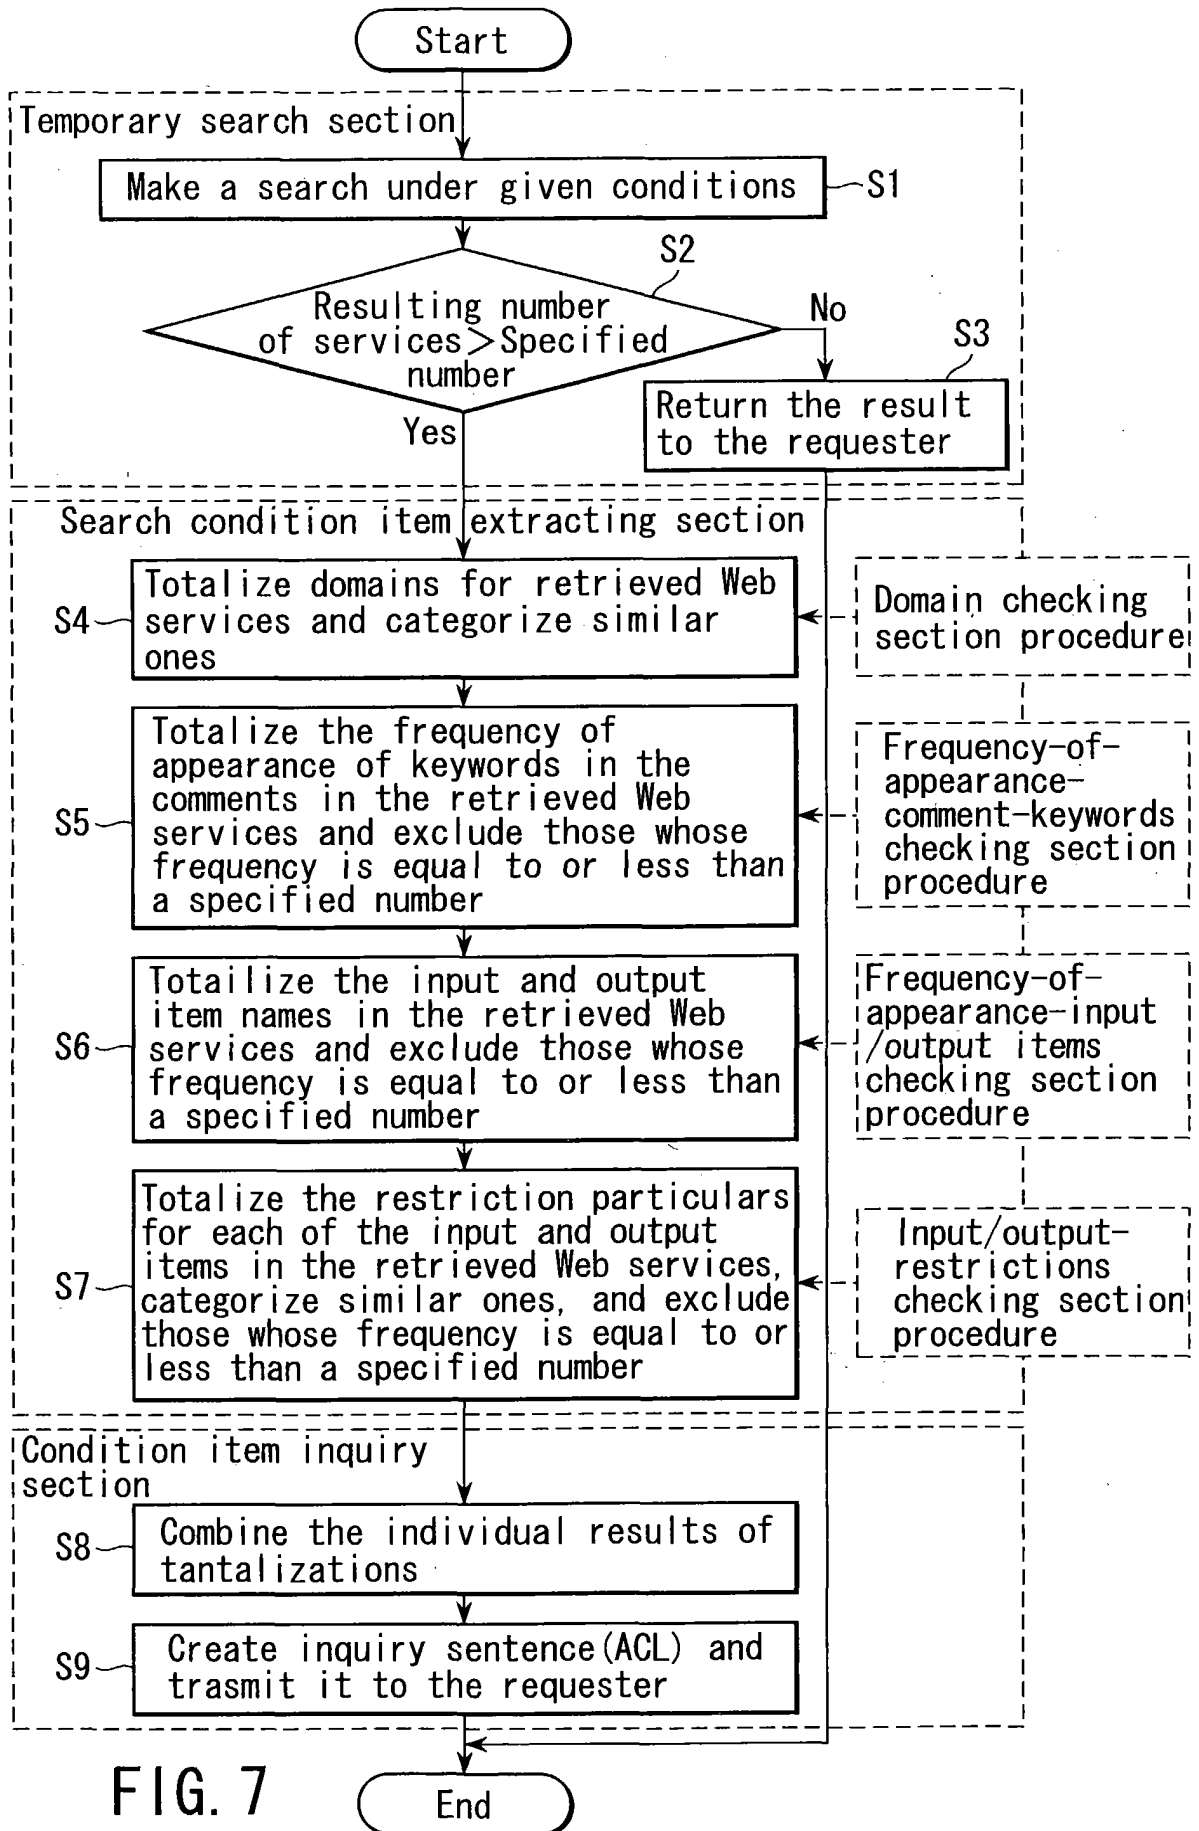 Start
Temporary search section
Make a search under given conditions
S1
S2
Resulting number
of services>Specified
number
No
Yes
S3
Return the result
to the requester
Search condition item extracting section
S4
Totalize domains for retrieved Web
services and categorize similar
ones
Domain checking
section procedure
S5
Totalize the frequency of
appearance of keywords in the
comments in the retrieved Web
services and exclude those whose
frequency is equal to or less than
a specified number
Frequency-of-
appearance-
comment-keywords
checking section
procedure
S6
Totailize the input and output
item names in the retrieved Web
services and exclude those whose
frequency is equal to or less than
a specified number
Frequency-of-
appearance-input
/output items
checking section
procedure
S7
Totalize the restriction particulars
for each of the input and output
items in the retrieved Web services,
categorize similar ones, and exclude
those whose frequency is equal to or
less than a specified number
Input/output-
restrictions
checking section
procedure
Condition item inquiry
section
S8
Combine the individual results of
tantalizations
S9
Create inquiry sentence(ACL) and
trasmit it to the requester
End
FIG. 7